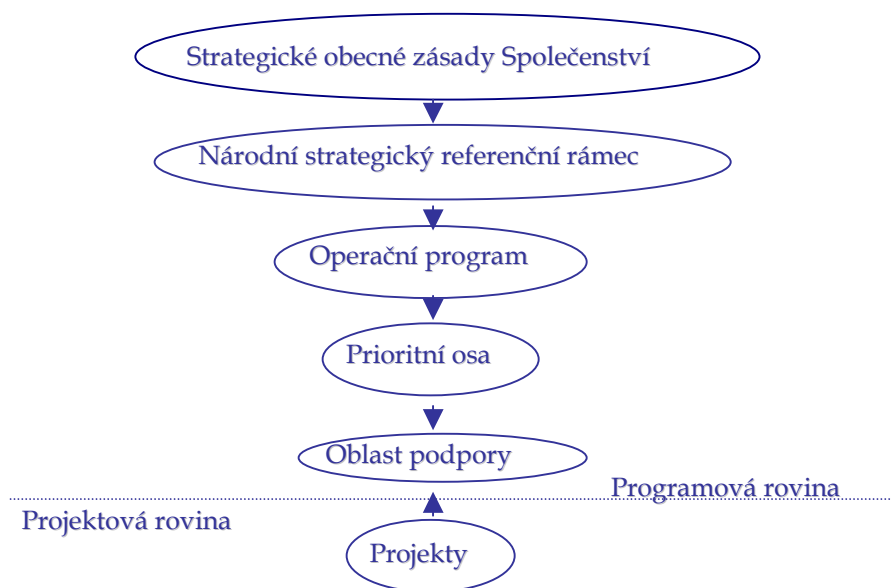 Strategické obecné zásady Společenství
Národní strategický referenční rámec
Operační program
Prioritní osa
Oblast podpory
Programová rovina
Projektová rovina
Projekty